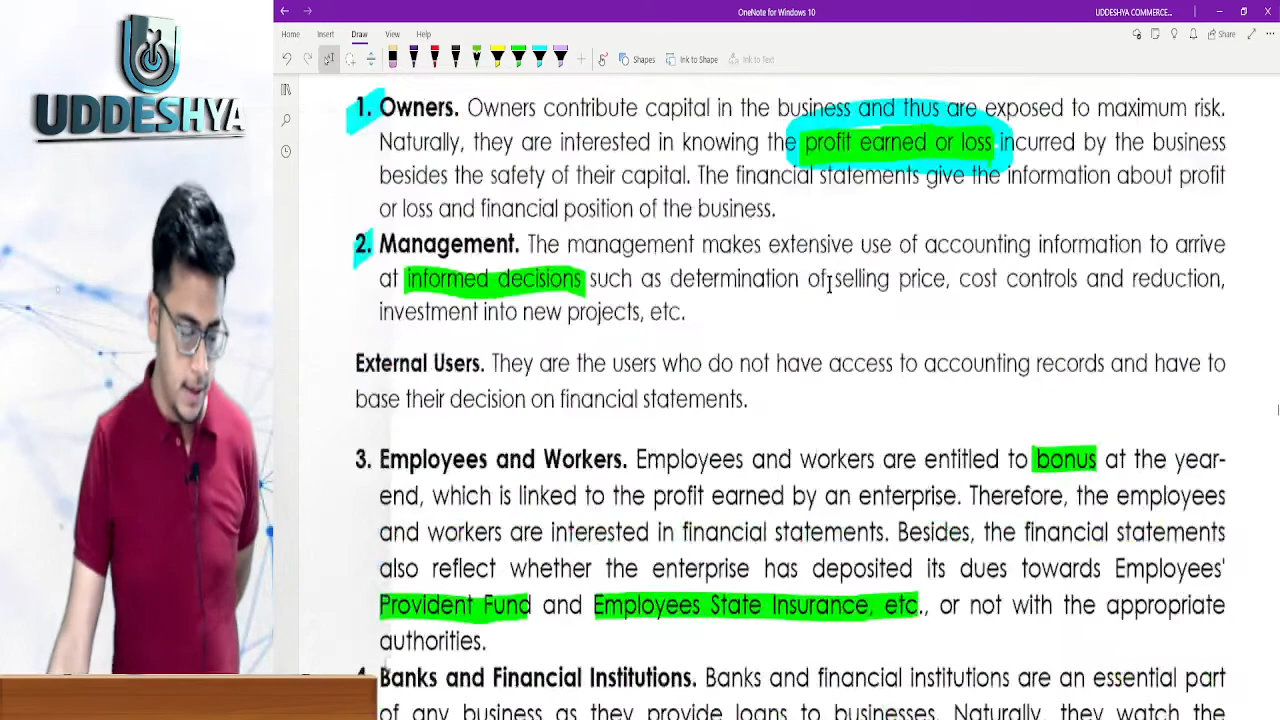 OneNote for Windows 10
UDDESHYA COMMERCE...
Home Insert Draw View Help
Share
Shapes Ink to Shape Ink to Text
UDDESHYA
1. Owners. Owners contribute capital in the business and thus are exposed to maximum risk.
Naturally, they are interested in knowing the profit earned or loss incurred by the business
besides the safety of their capital. The financial statements give the information about profit
or loss and financial position of the business.
2. Management. The management makes extensive use of accounting information to arrive
at informed decisions such as determination of selling price, cost controls and reduction,
investment into new projects, etc.
External Users. They are the users who do not have access to accounting records and have to
base their decision on financial statements.
3. Employees and Workers. Employees and workers are entitled to bonus at the year-
end, which is linked to the profit earned by an enterprise. Therefore, the employees
and workers are interested in financial statements. Besides, the financial statements
also reflect whether the enterprise has deposited its dues towards Employees'
Provident Fund and Employees State Insurance, etc., or not with the appropriate
authorities.
4. Banks and Financial Institutions. Banks and financial institutions are an essential part
of any business as they provide loans to businesses. Naturally, they watch the